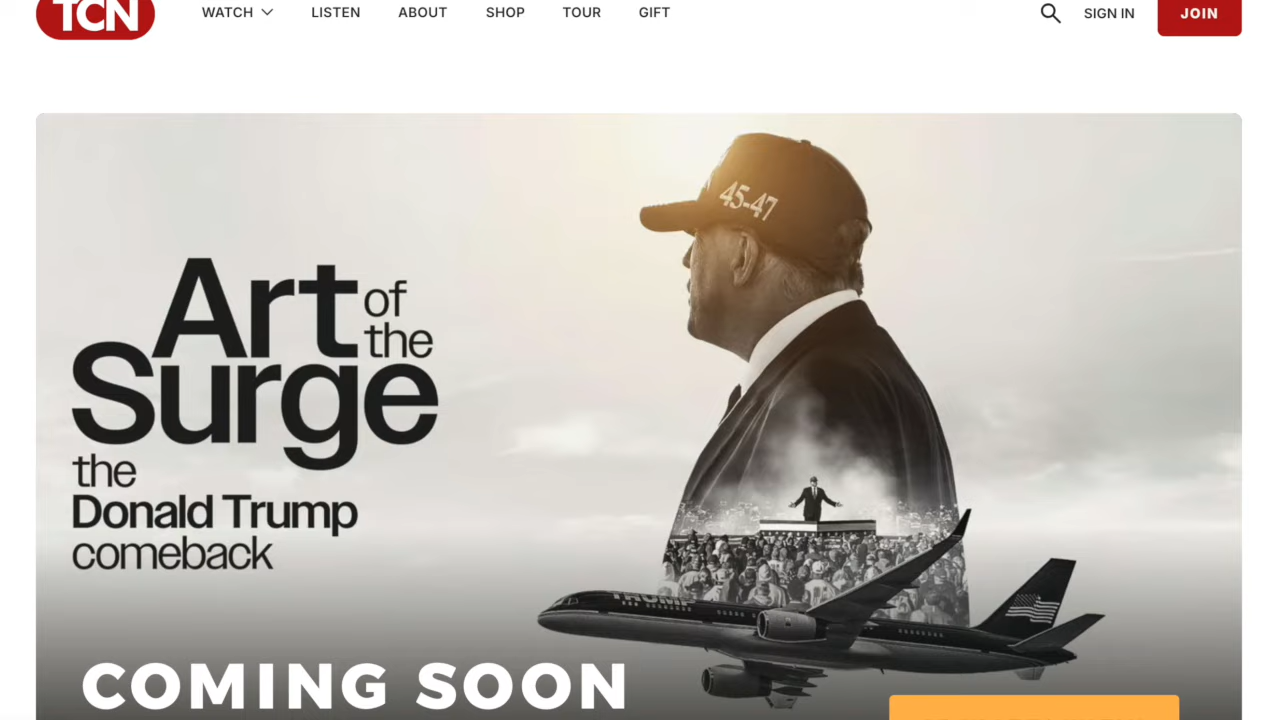 TCN
WATCH
LISTEN
ABOUT
SHOP
TOUR
GIFT
SIGN IN
JOIN
45-47
Art of the
Surge
the
Donald Trump
comeback
TRUMP
COMING SOON